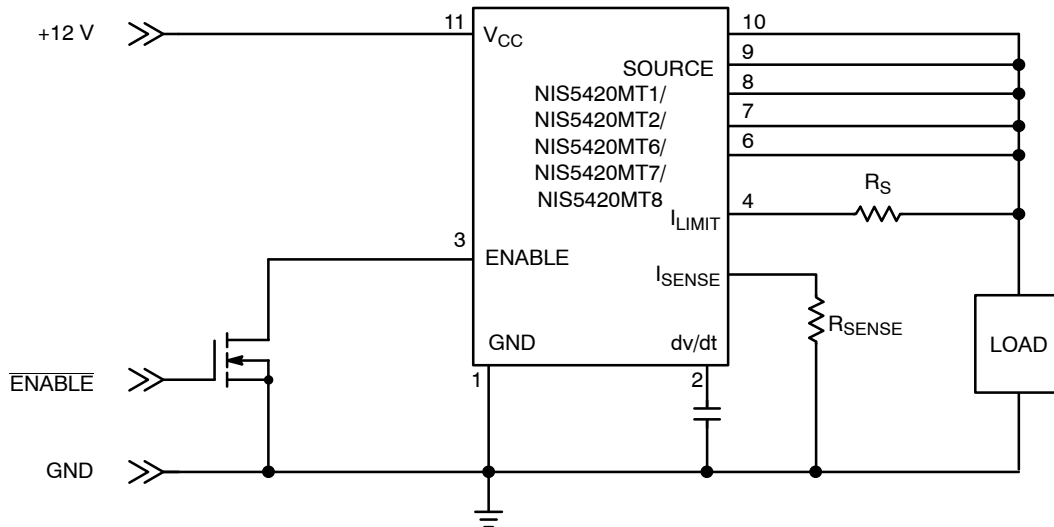 +12 V
11
V_CC
10
SOURCE
9
NIS5420MT1/
8
NIS5420MT2/
7
NIS5420MT6/
6
NIS5420MT7/
NIS5420MT8
I_LIMIT
4
R_S
3
ENABLE
I_SENSE
R_SENSE
LOAD
GND
dv/dt
1
2
ENABLE
GND